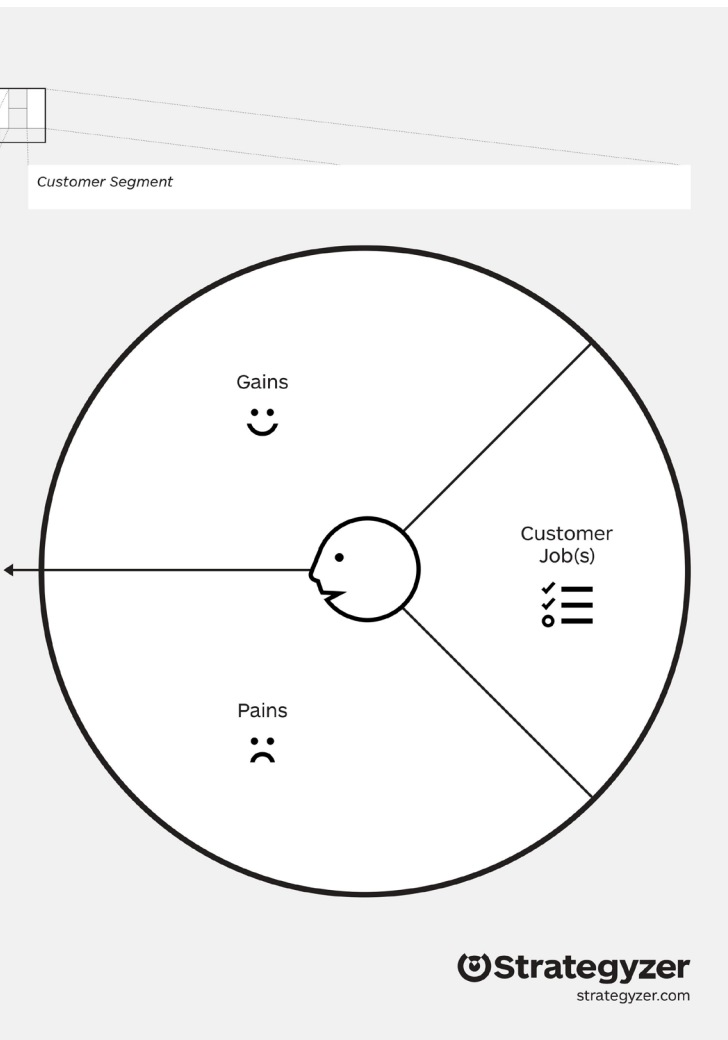 Customer Segment
Gains
Customer
Job(s)
Pains
Strategyzer
strategyzer.com